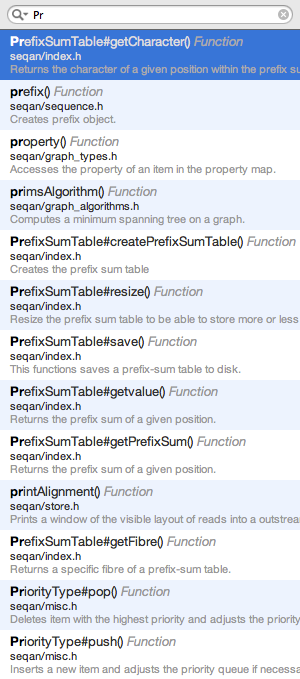 Pr
PrefixSumTable#getCharacter() Function
seqan/index.h
Returns the character of a given position within the prefix su
prefix() Function
seqan/sequence.h
Creates prefix object.
property() Function
seqan/graph_types.h
Accesses the property of an item in the property map.
primsAlgorithm() Function
seqan/graph_algorithms.h
Computes a minimum spanning tree on a graph.
PrefixSumTable#createPrefixSumTable() Function
seqan/index.h
Creates the prefix sum table
PrefixSumTable#resize() Function
seqan/index.h
Resize the prefix sum table to be able to store more or less
PrefixSumTable#save() Function
seqan/index.h
This functions saves a prefix-sum table to disk.
PrefixSumTable#getvalue() Function
seqan/index.h
Returns the prefix sum of a given position.
PrefixSumTable#getPrefixSum() Function
seqan/index.h
Returns the prefix sum of a given position.
printAlignment() Function
seqan/store.h
Prints a window of the visible layout of reads into a outstrea
PrefixSumTable#getFibre() Function
seqan/index.h
Returns a specific fibre of a prefix-sum table.
PriorityType#pop() Function
seqan/misc.h
Deletes item with the highest priority and adjusts the priority
PriorityType#push() Function
seqan/misc.h
Inserts a new item and adjusts the priority queue if necessa